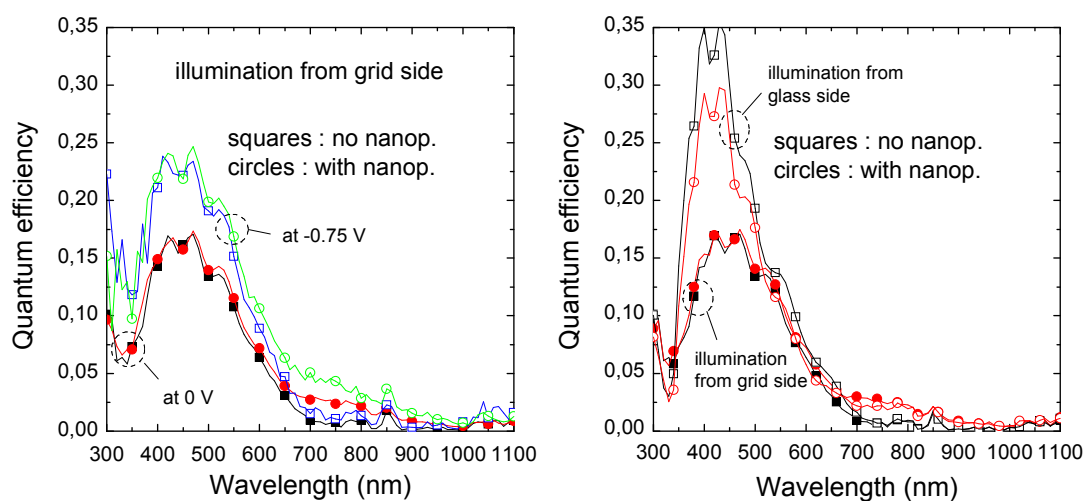 0,35
0,30
0,25
0,20
0,15
0,10
0,05
0,00
Quantum efficiency
illumination from grid side
squares : no nanop.
circles : with nanop.
at -0.75 V
at 0 V
300 400 500 600 700 800 900 1000 1100
Wavelength (nm)
0,35
0,30
0,25
0,20
0,15
0,10
0,05
0,00
Quantum efficiency
illumination from
glass side
squares : no nanop.
circles : with nanop.
illumination
from grid side
300 400 500 600 700 800 900 1000 1100
Wavelength (nm)